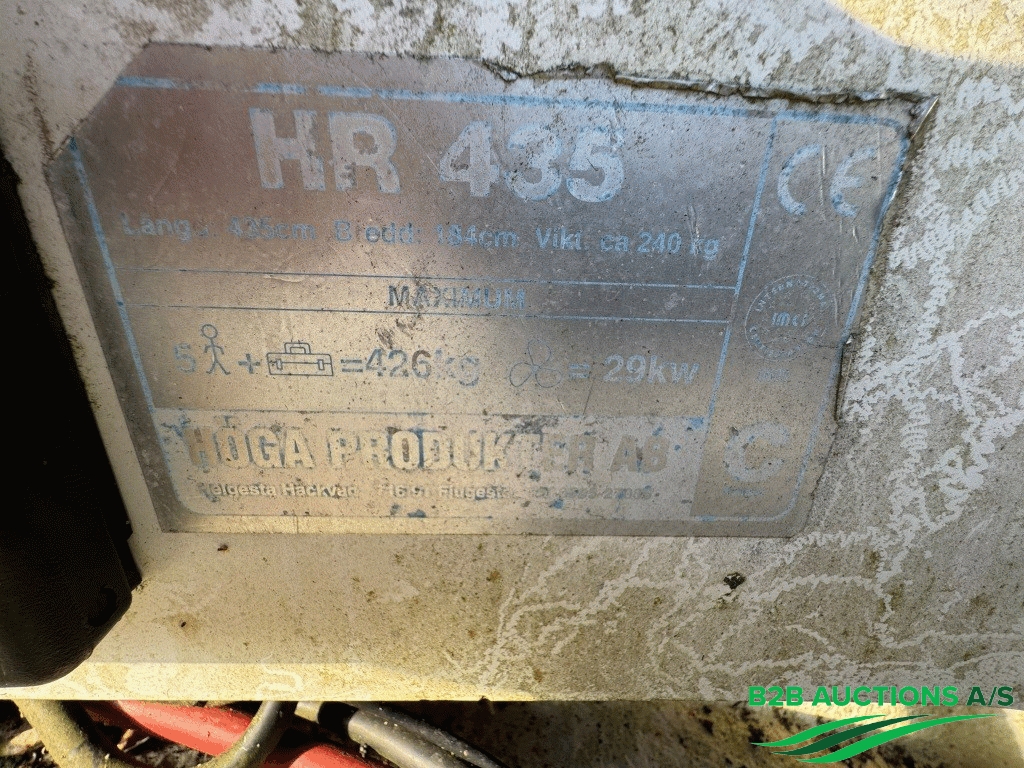 HR 435
CE
Längd: 435cm Bredd: 184cm Vikt. ca 240 kg
MAXIMUM
5 + =426kg = 29kw
HÖGA PRODUKTER AB
C
B2B AUCTIONS A/S